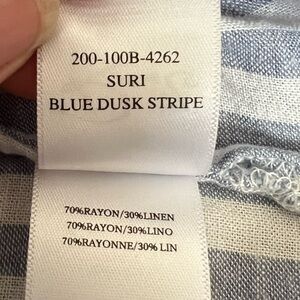 200-100B-4262
SURI
BLUE DUSK STRIPE
70%RAYON/30%LINEN
70%RAYON/30%LINO
70%RAYONNE/30% LIN